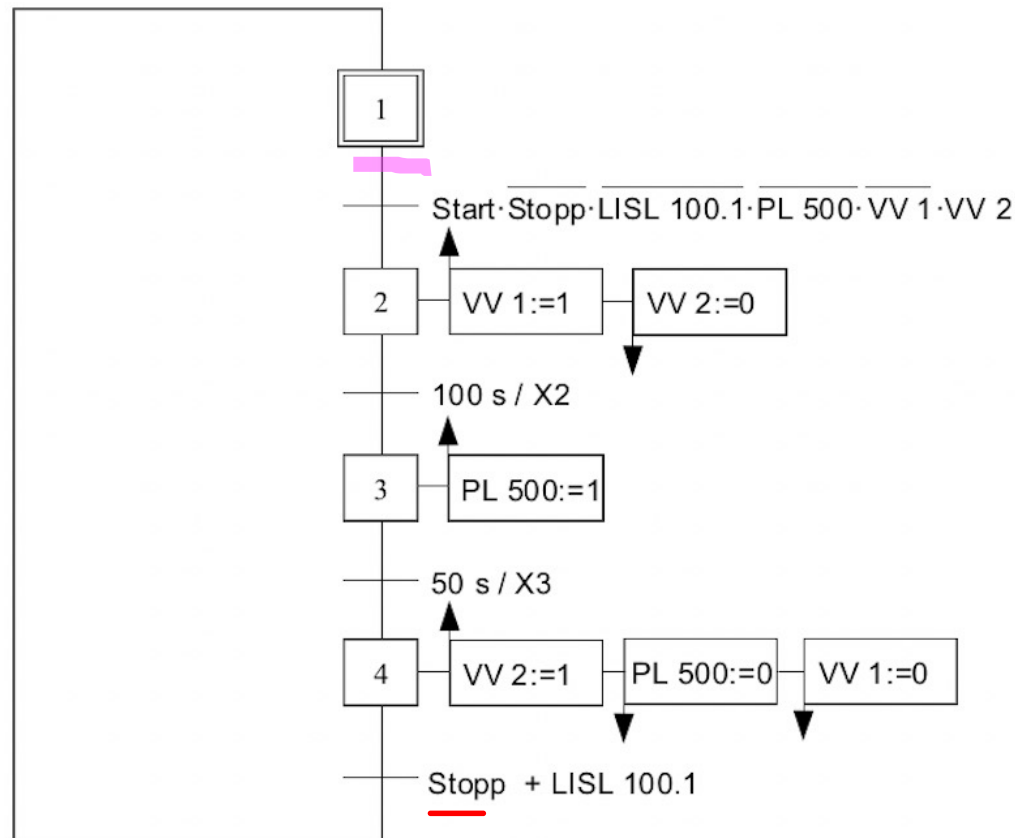 1
Start·Stopp·LISL 100.1·PL 500·VV 1·VV 2
2 VV 1:=1 VV 2:=0
100 s / X2
3 PL 500:=1
50 s / X3
4 VV 2:=1 PL 500:=0 VV 1:=0
Stopp + LISL 100.1